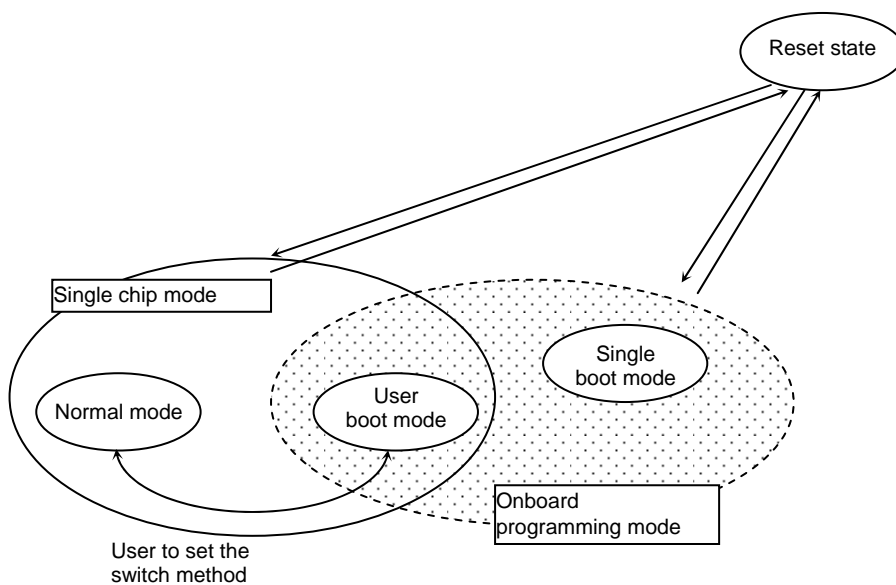 Reset state
Single chip mode
Single
boot mode
Normal mode
User
boot mode
Onboard
programming mode
User to set the
switch method